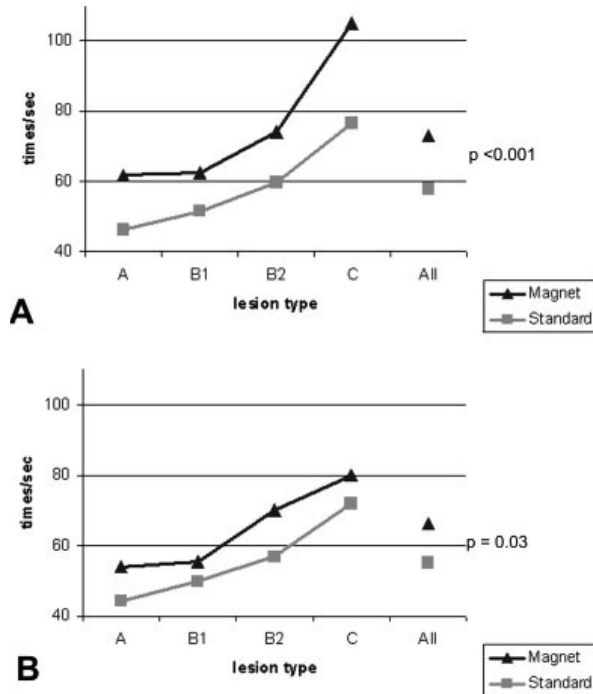 100
80
60
40
times/sec
A B1 B2 C All
lesion type
p <0.001
A
Magnet
Standard
100
80
60
40
times/sec
A B1 B2 C All
lesion type
p = 0.03
B
Magnet
Standard